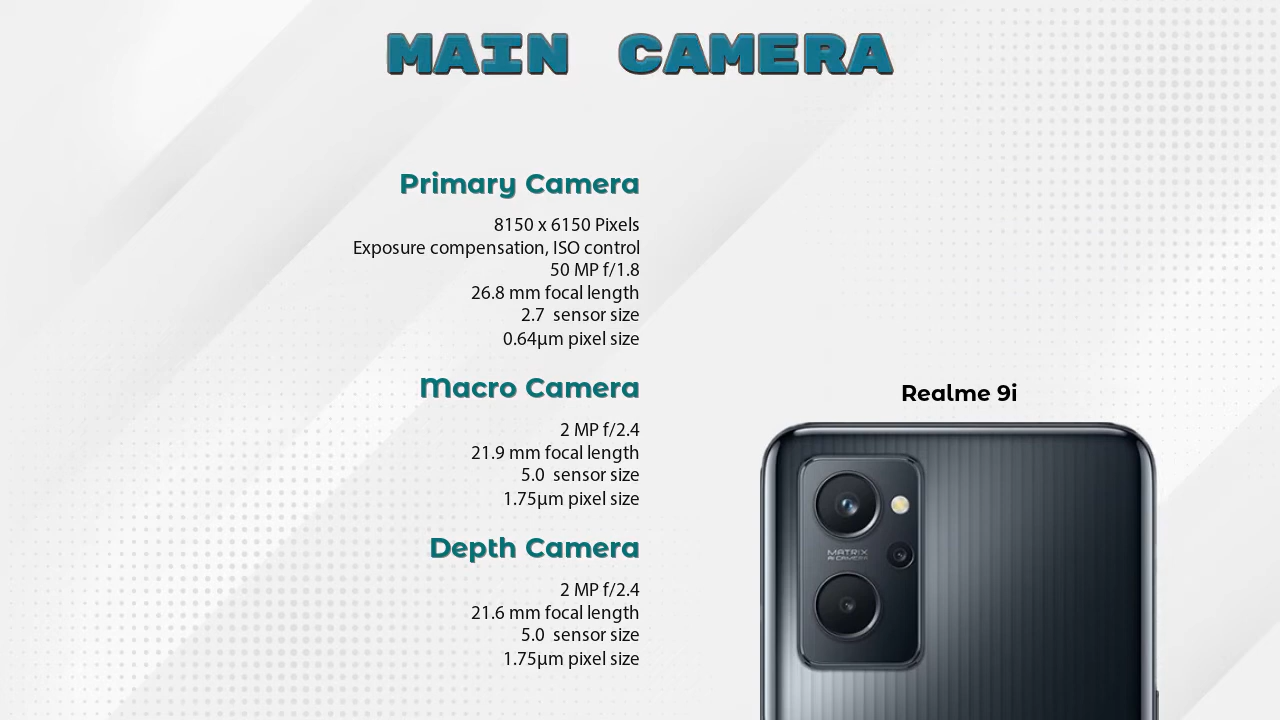 MAIN CAMERA
Primary Camera
8150 x 6150 Pixels
Exposure compensation, ISO control
50 MP f/1.8
26.8 mm focal length
2.7  sensor size
0.64µm pixel size
Macro Camera
2 MP f/2.4
21.9 mm focal length
5.0  sensor size
1.75µm pixel size
Depth Camera
2 MP f/2.4
21.6 mm focal length
5.0  sensor size
1.75µm pixel size
Realme 9i
MATRIX
AI CAMERA